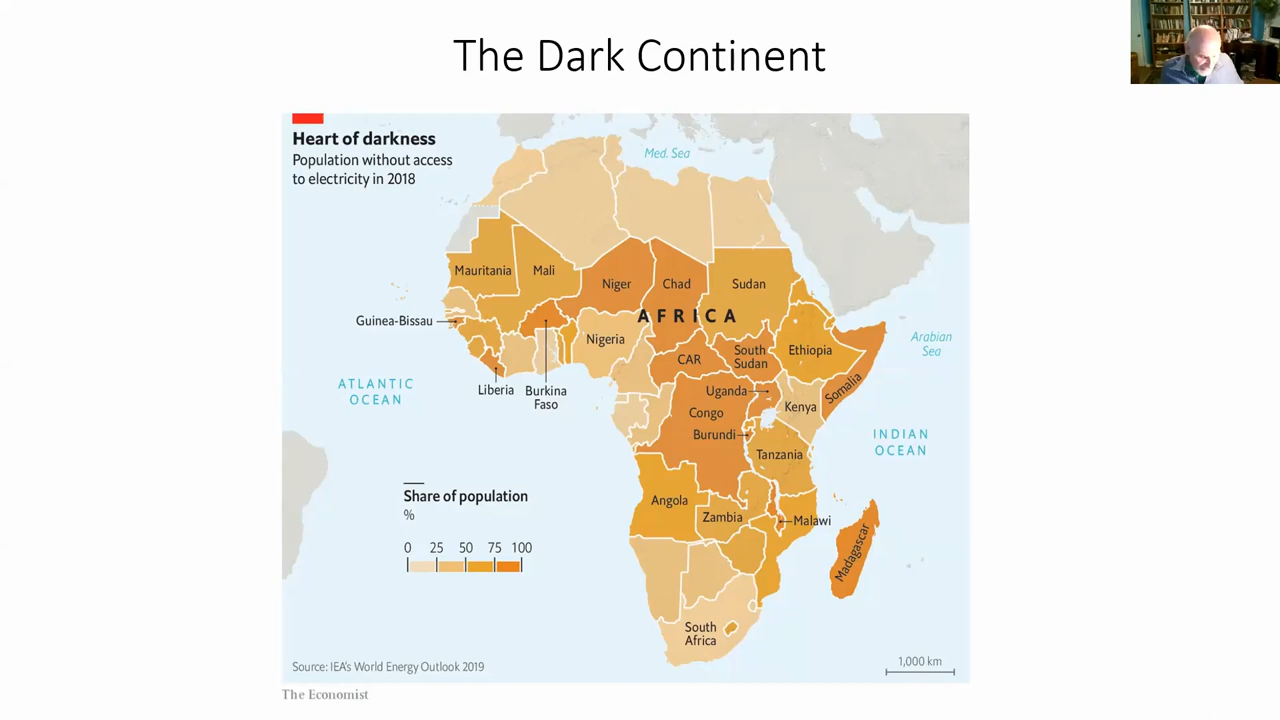 The Dark Continent
Heart of darkness
Population without access
to electricity in 2018
Med. Sea
Mauritania
Mali
Niger
Chad
Sudan
AFRICA
Guinea-Bissau
Nigeria
Ethiopia
Arabian
Sea
CAR
South
Sudan
Liberia
Burkina
Faso
Uganda
Kenya
Somalia
ATLANTIC
OCEAN
Congo
Burundi
INDIAN
OCEAN
Tanzania
Share of population
%
0 25 50 75 100
Angola
Zambia
Malawi
Madagascar
South
Africa
Source: IEA's World Energy Outlook 2019
1,000 km
The Economist